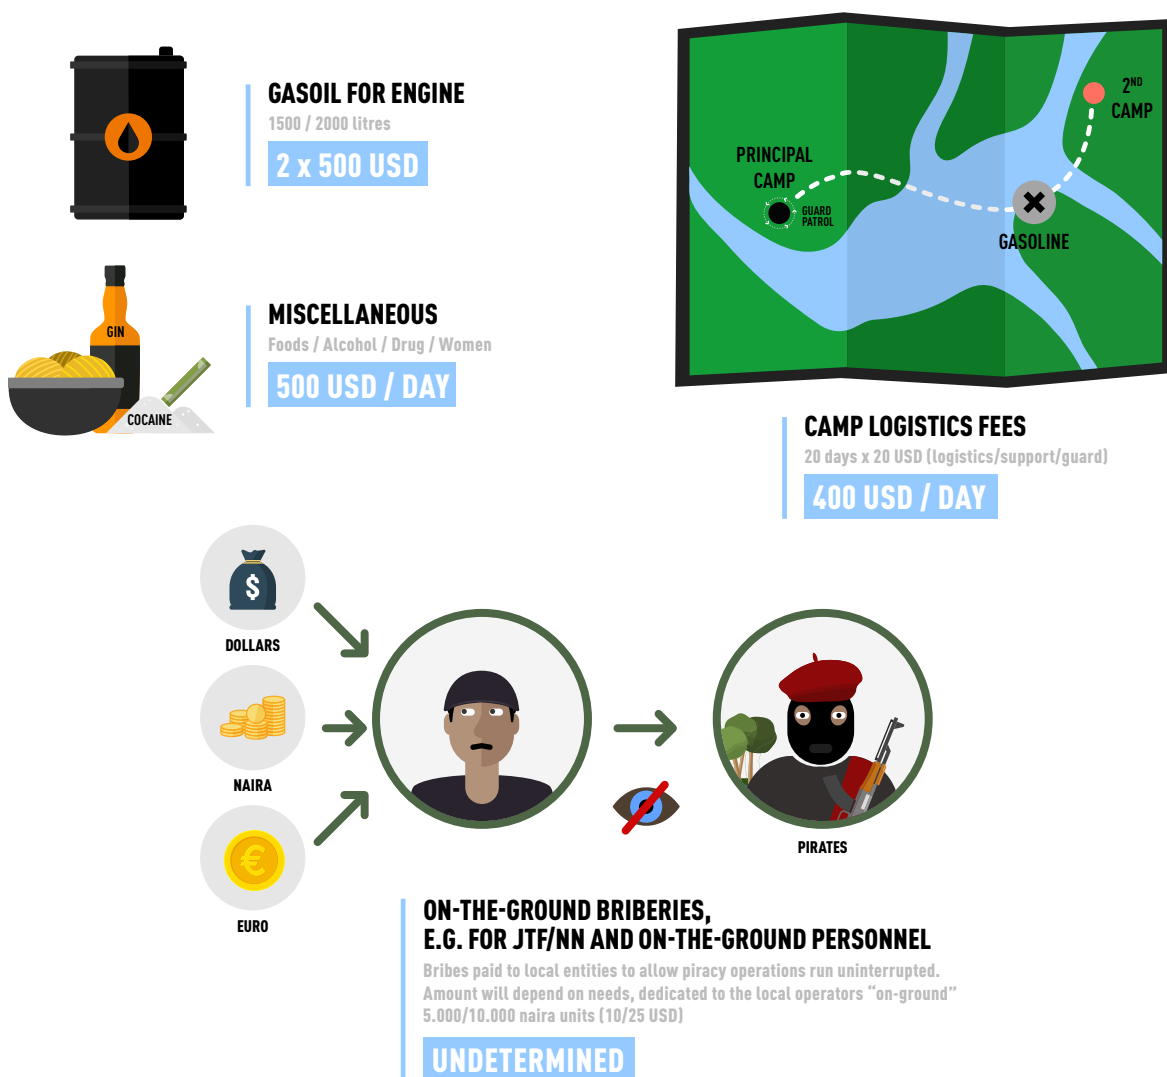 GASOIL FOR ENGINE
1500 / 2000 litres
2 x 500 USD
GIN
COCAINE
MISCELLANEOUS
Foods / Alcohol / Drug / Women
500 USD / DAY
2ND
CAMP
PRINCIPAL
CAMP
GUARD
PATROL
GASOLINE
CAMP LOGISTICS FEES
20 days x 20 USD (logistics/support/guard)
400 USD / DAY
$
DOLLARS
NAIRA
€
EURO
PIRATES
ON-THE-GROUND BRIBERIES,
E.G. FOR JTF/NN AND ON-THE-GROUND PERSONNEL
Bribes paid to local entities to allow piracy operations run uninterrupted.
Amount will depend on needs, dedicated to the local operators “on-ground”
5.000/10.000 naira units (10/25 USD)
UNDETERMINED